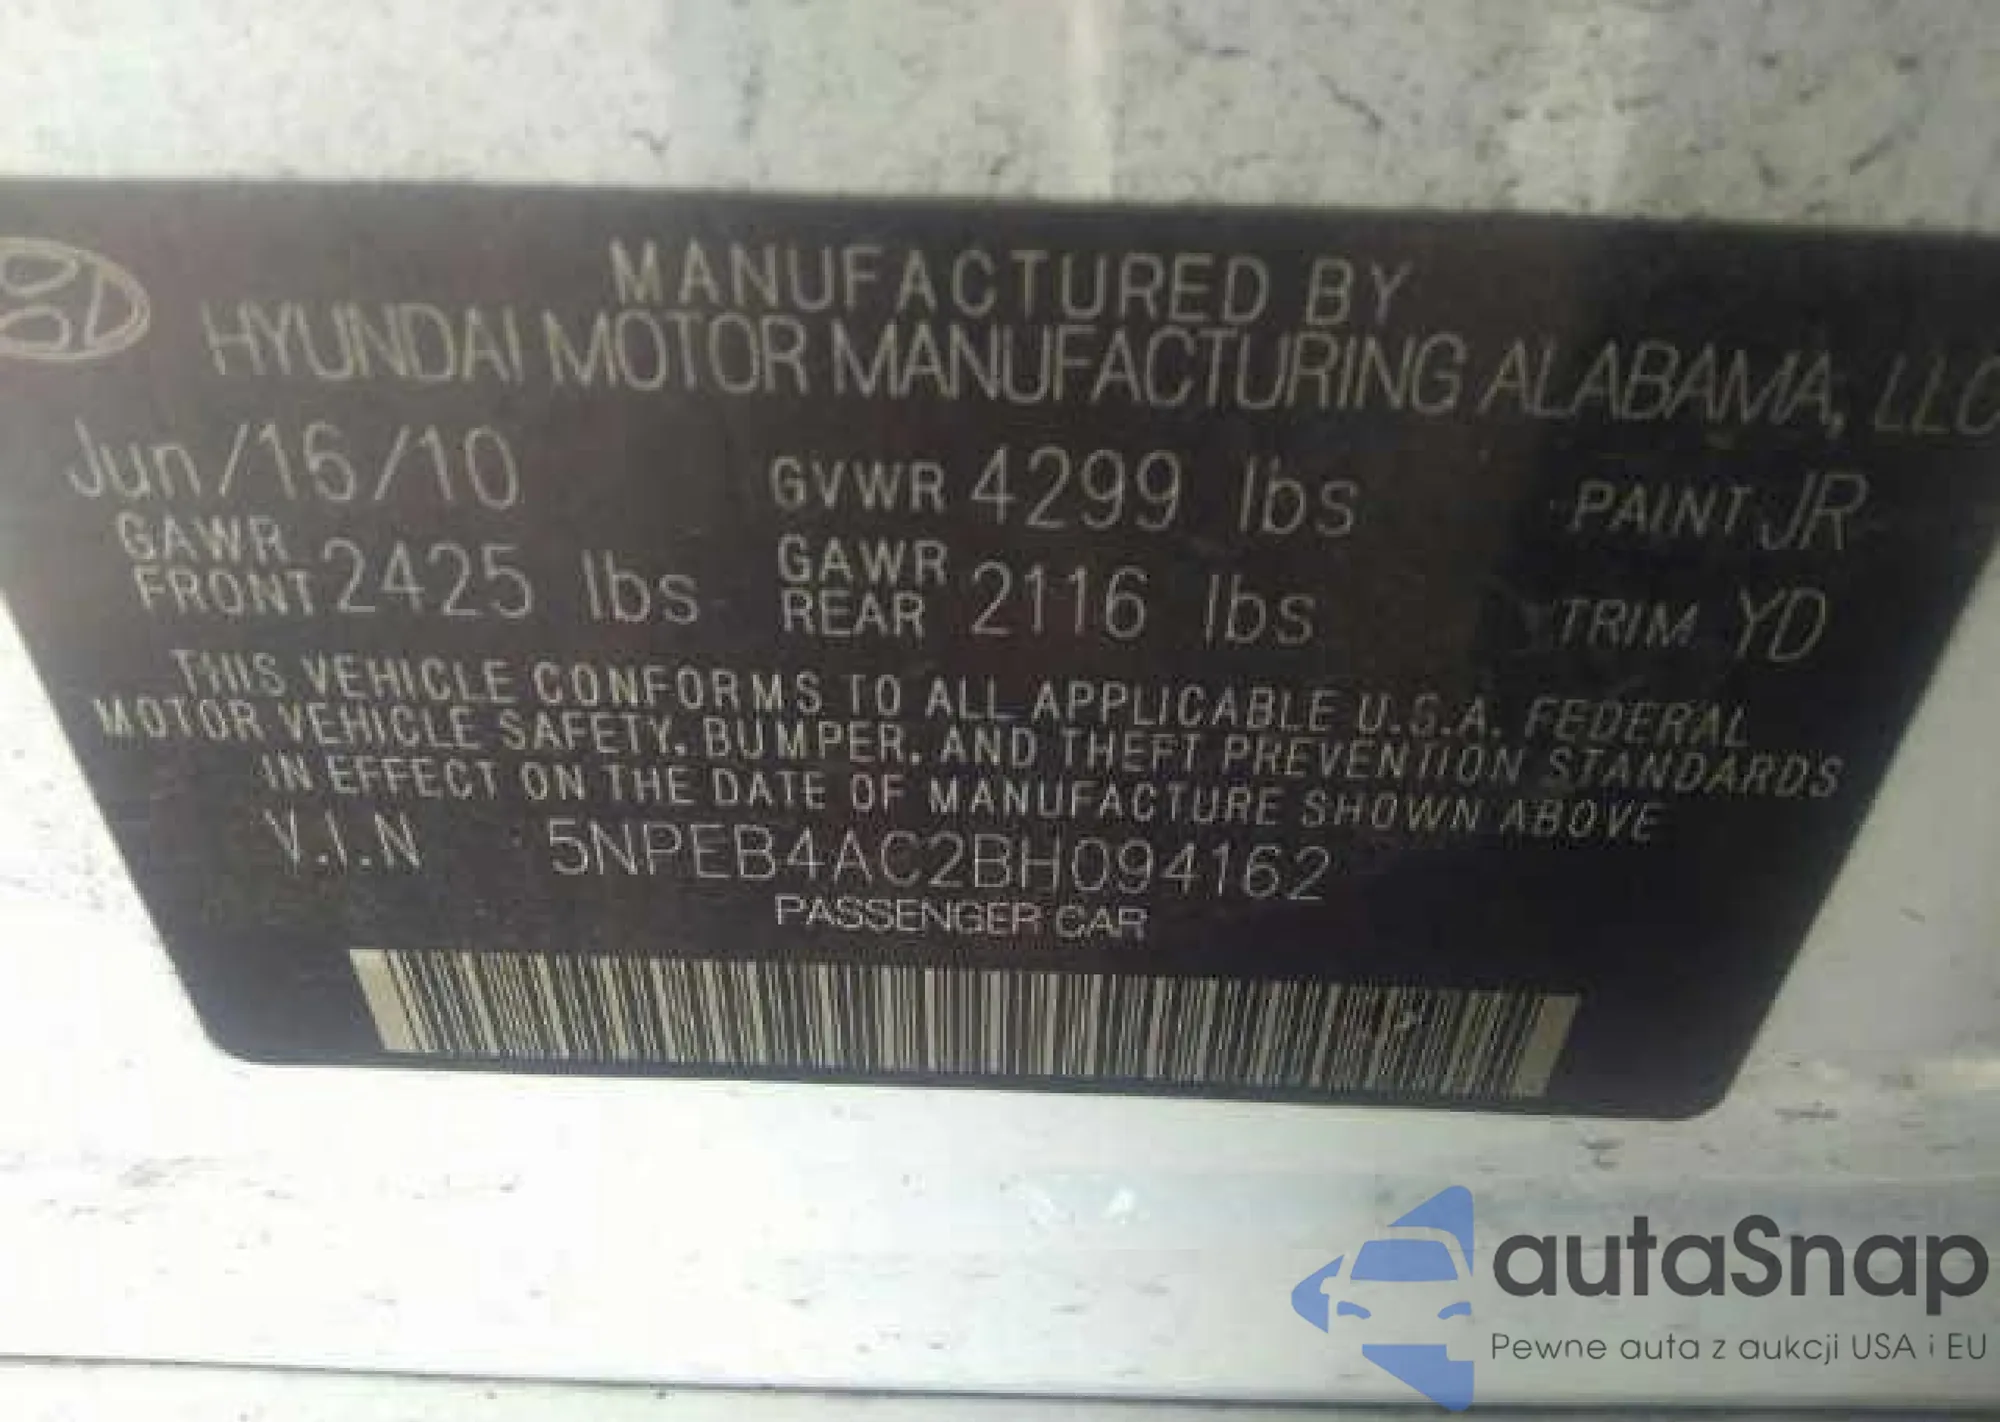 MANUFACTURED BY
HYUNDAI MOTOR MANUFACTURING ALABAMA, LLC
Jun/16/10 GVWR 4299 lbs PAINT JR
GAWR FRONT 2425 lbs GAWR REAR 2116 lbs TRIM YD
THIS VEHICLE CONFORMS TO ALL APPLICABLE U.S.A. FEDERAL
MOTOR VEHICLE SAFETY, BUMPER, AND THEFT PREVENTION STANDARDS
IN EFFECT ON THE DATE OF MANUFACTURE SHOWN ABOVE
V.I.N 5NPEB4AC2BH094162
PASSENGER CAR
autaSnap
Pewne auta z aukcji USA i EU